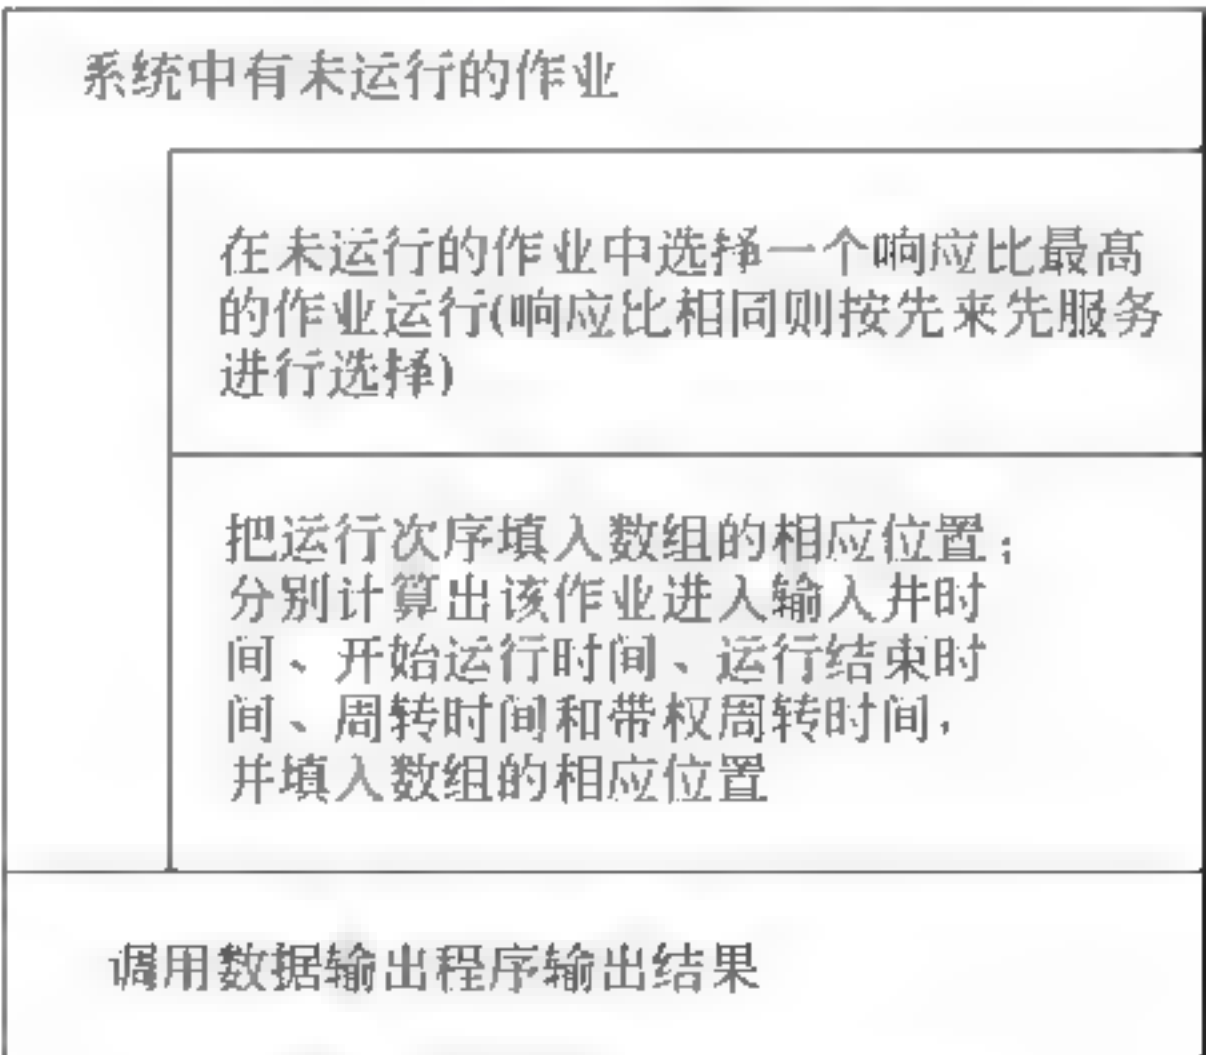 系统中有未运行的作业
在未运行的作业中选择一个响应比最高
的作业运行(响应比相同则按先来先服务
进行选择)
把运行次序填入数组的相应位置；
分别计算出该作业进入输入井时
间、开始运行时间、运行结束时
间、周转时间和带权周转时间，
并填入数组的相应位置
调用数据输出程序输出结果